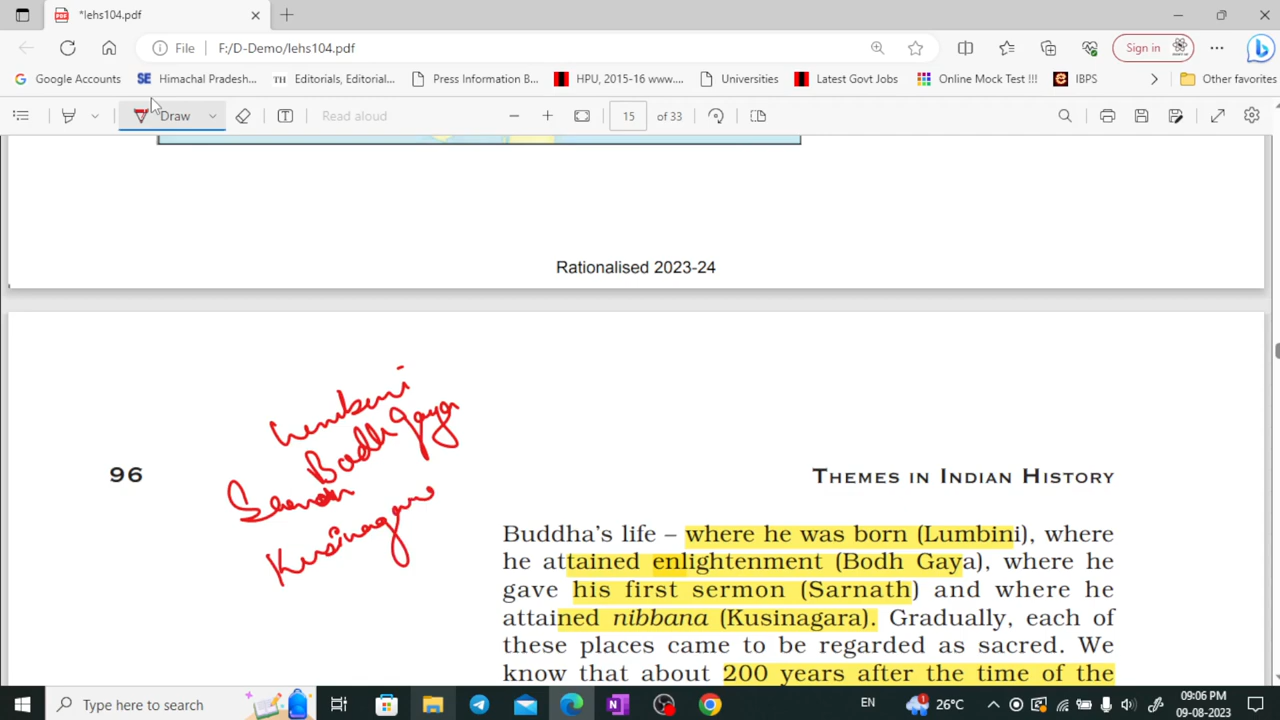 *lehs104.pdf
File F:/D-Demo/lehs104.pdf Sign in
Google Accounts SE Himachal Pradesh... TH Editorials, Editorial... Press Information B... HPU, 2015-16 www.... Universities Latest Govt Jobs Online Mock Test !!! IBPS Other favorites
Draw Read aloud 15 of 33
Rationalised 2023-24
Lumbini
Bodh Gaya
Kusinagara
96 THEMES IN INDIAN HISTORY
Buddha's life – where he was born (Lumbini), where
he attained enlightenment (Bodh Gaya), where he
gave his first sermon (Sarnath) and where he
attained nibbana (Kusinagara). Gradually, each of
these places came to be regarded as sacred. We
know that about 200 years after the time of the
Type here to search EN 26°C 09:06 PM
09-08-2023